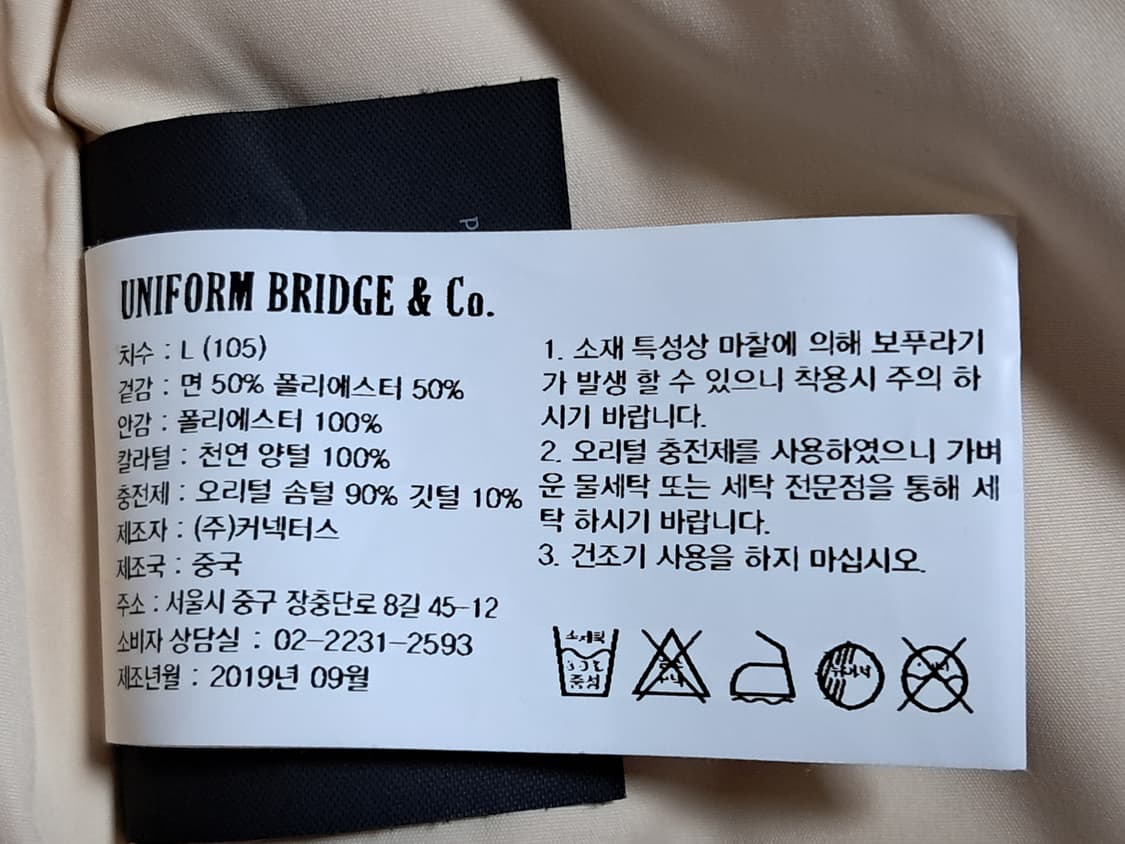 UNIFORM BRIDGE & Co.
치수 : L (105)
겉감 : 면 50% 폴리에스터 50%
안감 : 폴리에스터 100%
칼라털 : 천연 양털 100%
충전제 : 오리털 솜털 90% 깃털 10%
제조자 : (주)커넥터스
제조국 : 중국
주소 : 서울시 중구 장충단로 8길 45-12
소비자 상담실 : 02-2231-2593
제조년월 : 2019년 09월
1. 소재 특성상 마찰에 의해 보푸라기
가 발생 할 수 있으니 착용시 주의 하
시기 바랍니다.
2. 오리털 충전제를 사용하였으니 가벼
운 물세탁 또는 세탁 전문점을 통해 세
탁 하시기 바랍니다.
3. 건조기 사용을 하지 마십시오.
중성